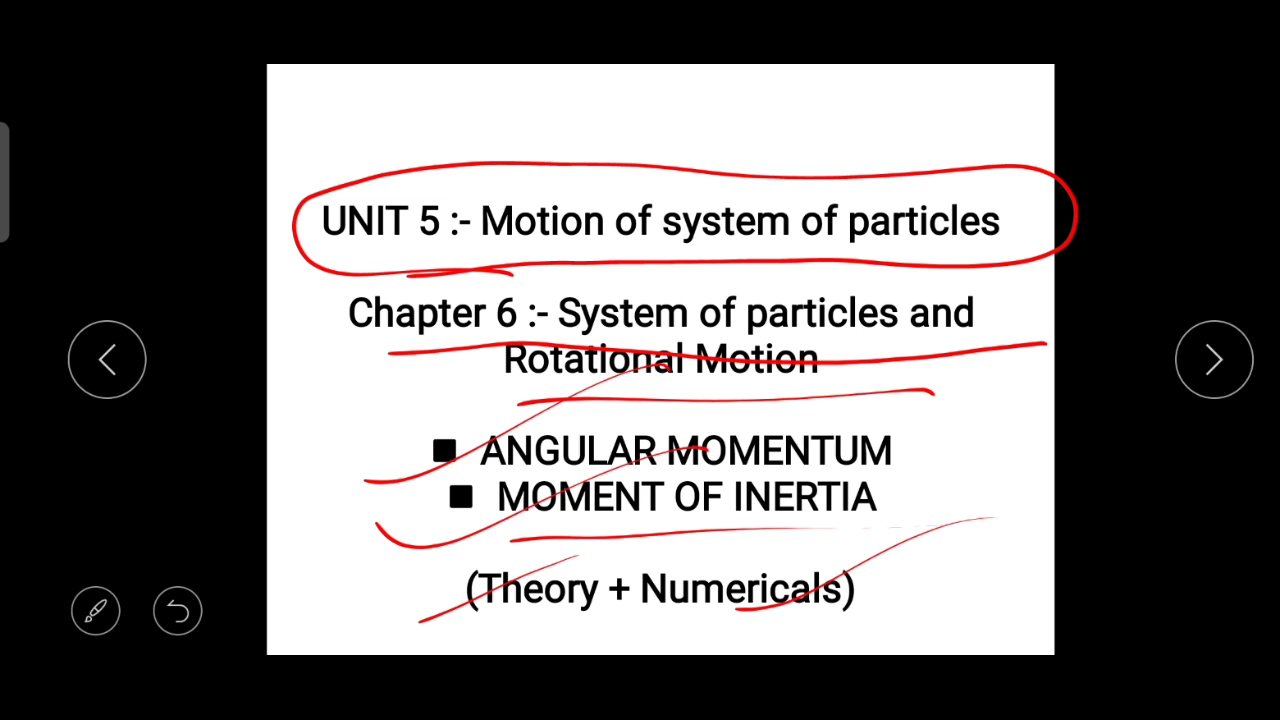 UNIT 5 :- Motion of system of particles
Chapter 6 :- System of particles and
Rotational Motion
■ ANGULAR MOMENTUM
■ MOMENT OF INERTIA
(Theory + Numericals)